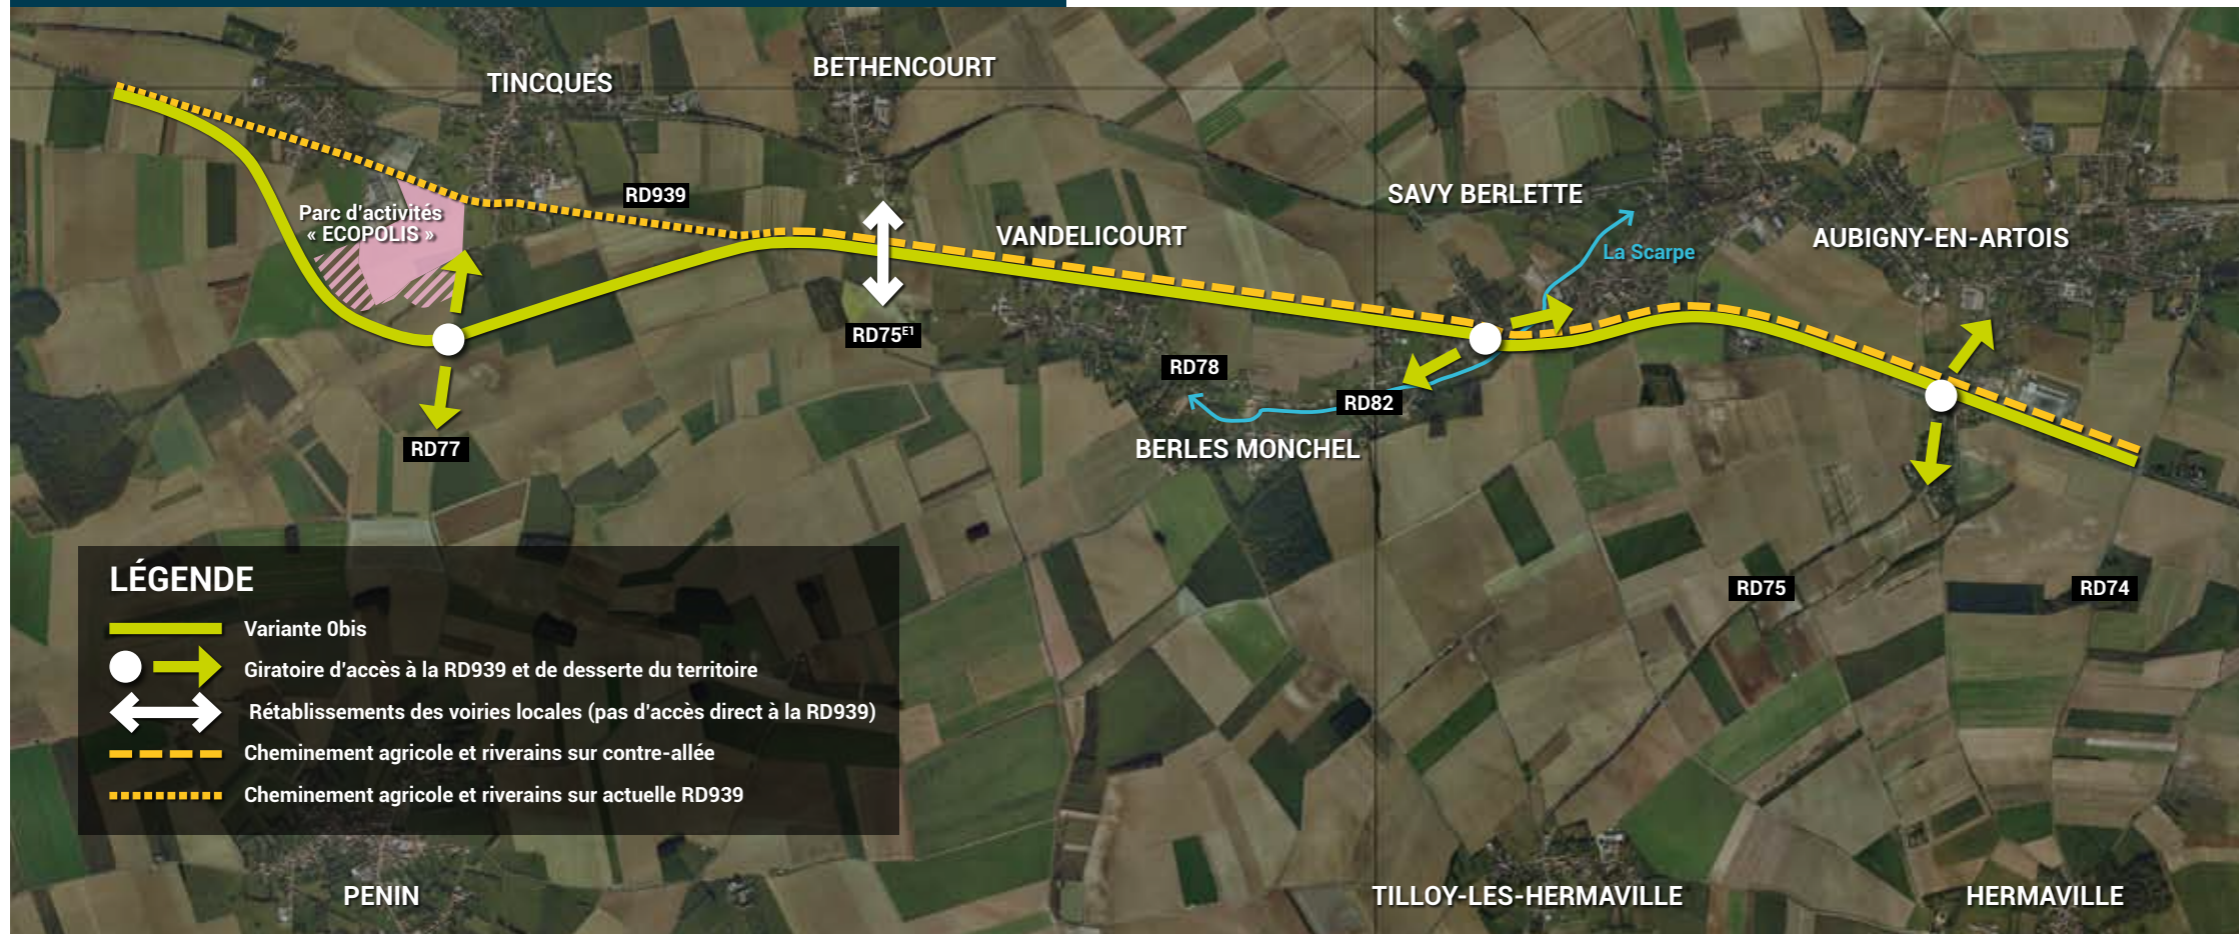 TINCQUES
BETHENCOURT
RD939
SAVY BERLETTE
Parc d'activités
« ECOPOLIS »
VANDELICOURT
La Scarpe
AUBIGNY-EN-ARTOIS
RD75E1
RD78
RD82
RD77
BERLES MONCHEL
RD75
RD74
LÉGENDE
Variante 0bis
Giratoire d'accès à la RD939 et de desserte du territoire
Rétablissements des voiries locales (pas d'accès direct à la RD939)
Cheminement agricole et riverains sur contre-allée
Cheminement agricole et riverains sur actuelle RD939
PENIN
TILLOY-LES-HERMAVILLE
HERMAVILLE